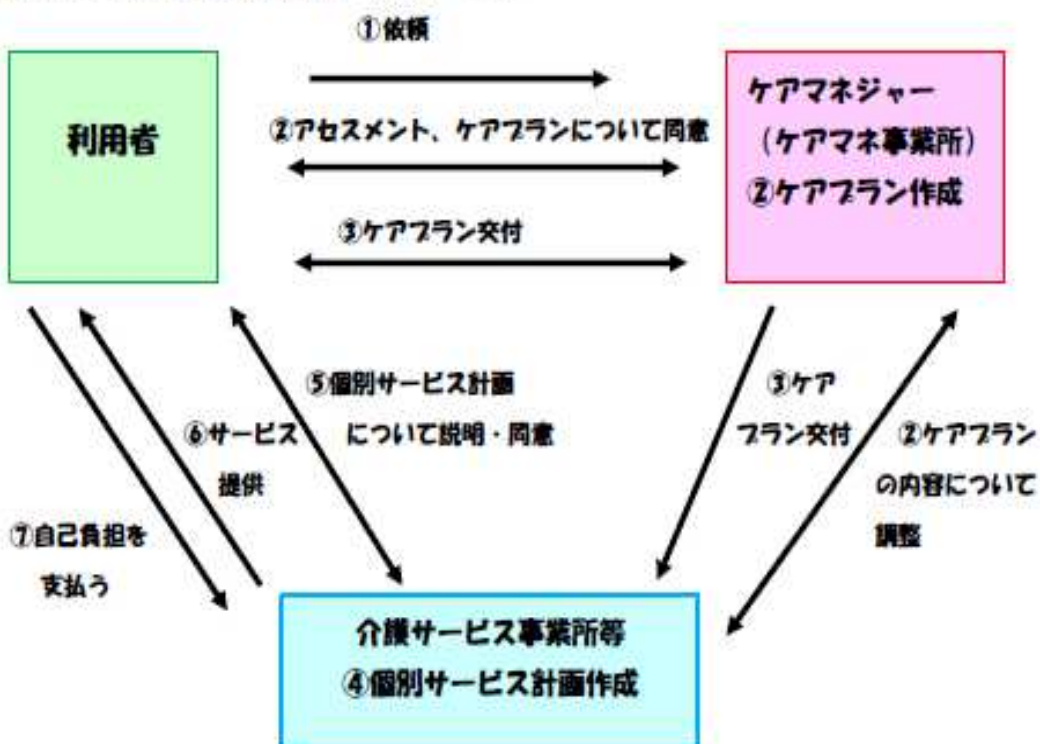 ①依頼
利用者
②アセスメント、ケアプランについて同意
ケアマネジャー
（ケアマネ事業所）
②ケアプラン作成
③ケアプラン交付
⑤個別サービス計画
について説明・同意
③ケア
プラン交付
②ケアプラン
の内容について
調整
⑥サービス
提供
⑦自己負担を
支払う
介護サービス事業所等
④個別サービス計画作成